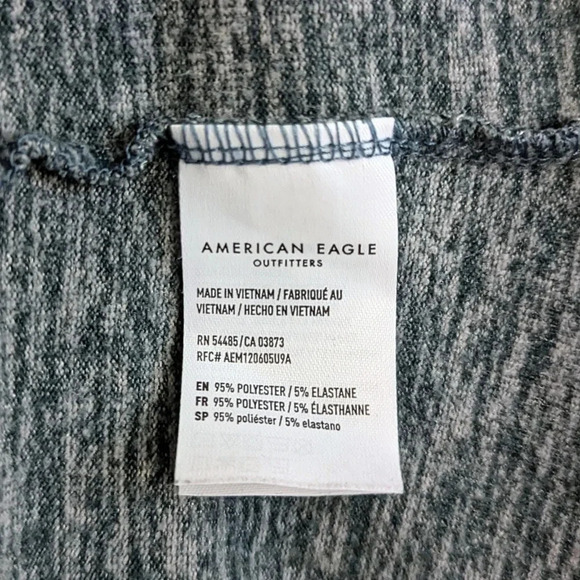 AMERICAN EAGLE
OUTFITTERS
MADE IN VIETNAM / FABRIQUÉ AU
VIETNAM / HECHO EN VIETNAM
RN 54485/CA 03873
RFC# AEM120605U9A
EN 95% POLYESTER / 5% ELASTANE
FR 95% POLYESTER / 5% ÉLASTHANNE
SP 95% poliéster / 5% elastano